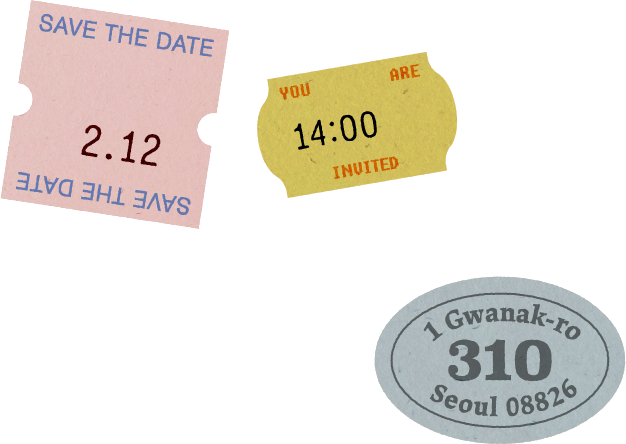 SAVE THE DATE
2.12
SAVE THE DATE
YOU ARE
14:00
INVITED
1 Gwanak-ro
310
Seoul 08826